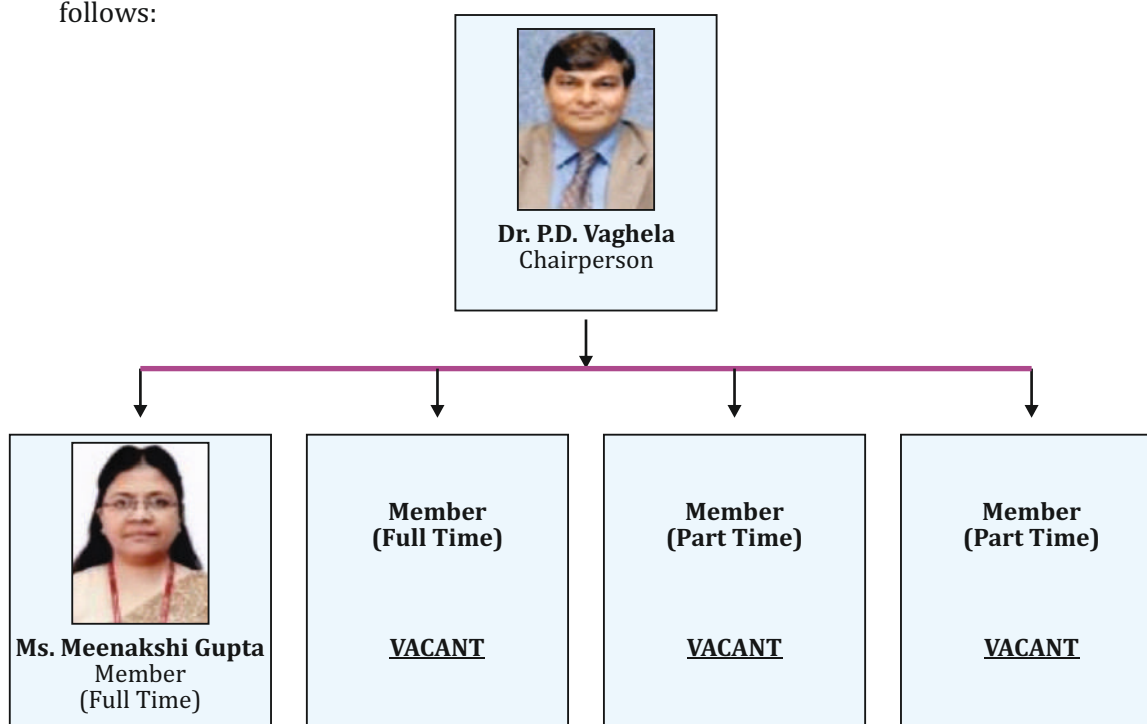 follows:
Dr. P.D. Vaghela
Chairperson
Ms. Meenakshi Gupta
Member
(Full Time)
Member
(Full Time)
VACANT
Member
(Part Time)
VACANT
Member
(Part Time)
VACANT